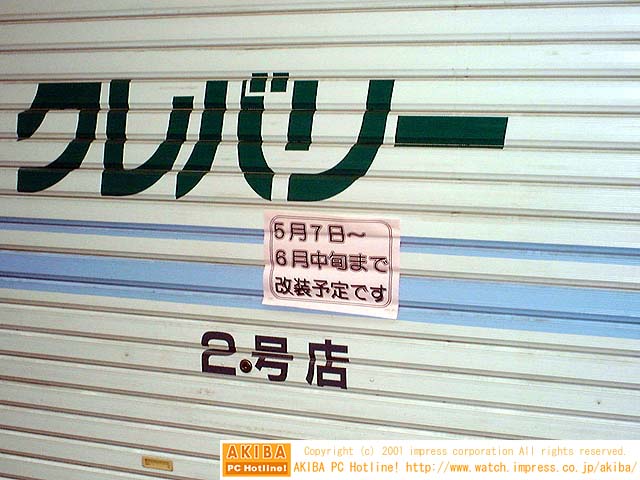 クレバリー
5月7日～
6月中旬まで
改装予定です
2号店
AKIBA
PC Hotline!
Copyright (c) 2001 impress corporation All rights reserved.
AKIBA PC Hotline! http://www.watch.impress.co.jp/akiba/